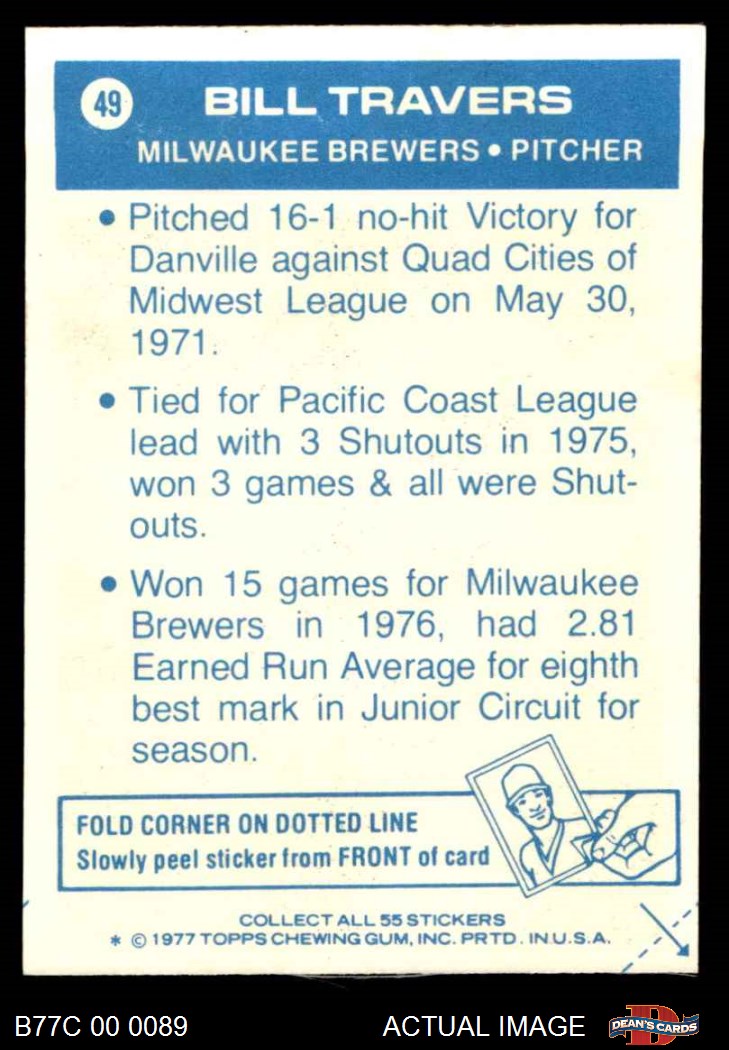 49
BILL TRAVERS
MILWAUKEE BREWERS • PITCHER
• Pitched 16-1 no-hit Victory for
Danville against Quad Cities of
Midwest League on May 30,
1971.
• Tied for Pacific Coast League
lead with 3 Shutouts in 1975,
won 3 games & all were Shut-
outs.
• Won 15 games for Milwaukee
Brewers in 1976, had 2.81
Earned Run Average for eighth
best mark in Junior Circuit for
season.
FOLD CORNER ON DOTTED LINE
Slowly peel sticker from FRONT of card
COLLECT ALL 55 STICKERS
* © 1977 TOPPS CHEWING GUM, INC. PRTD. IN U.S.A.
B77C 00 0089
ACTUAL IMAGE
D
DEAN'S CARDS